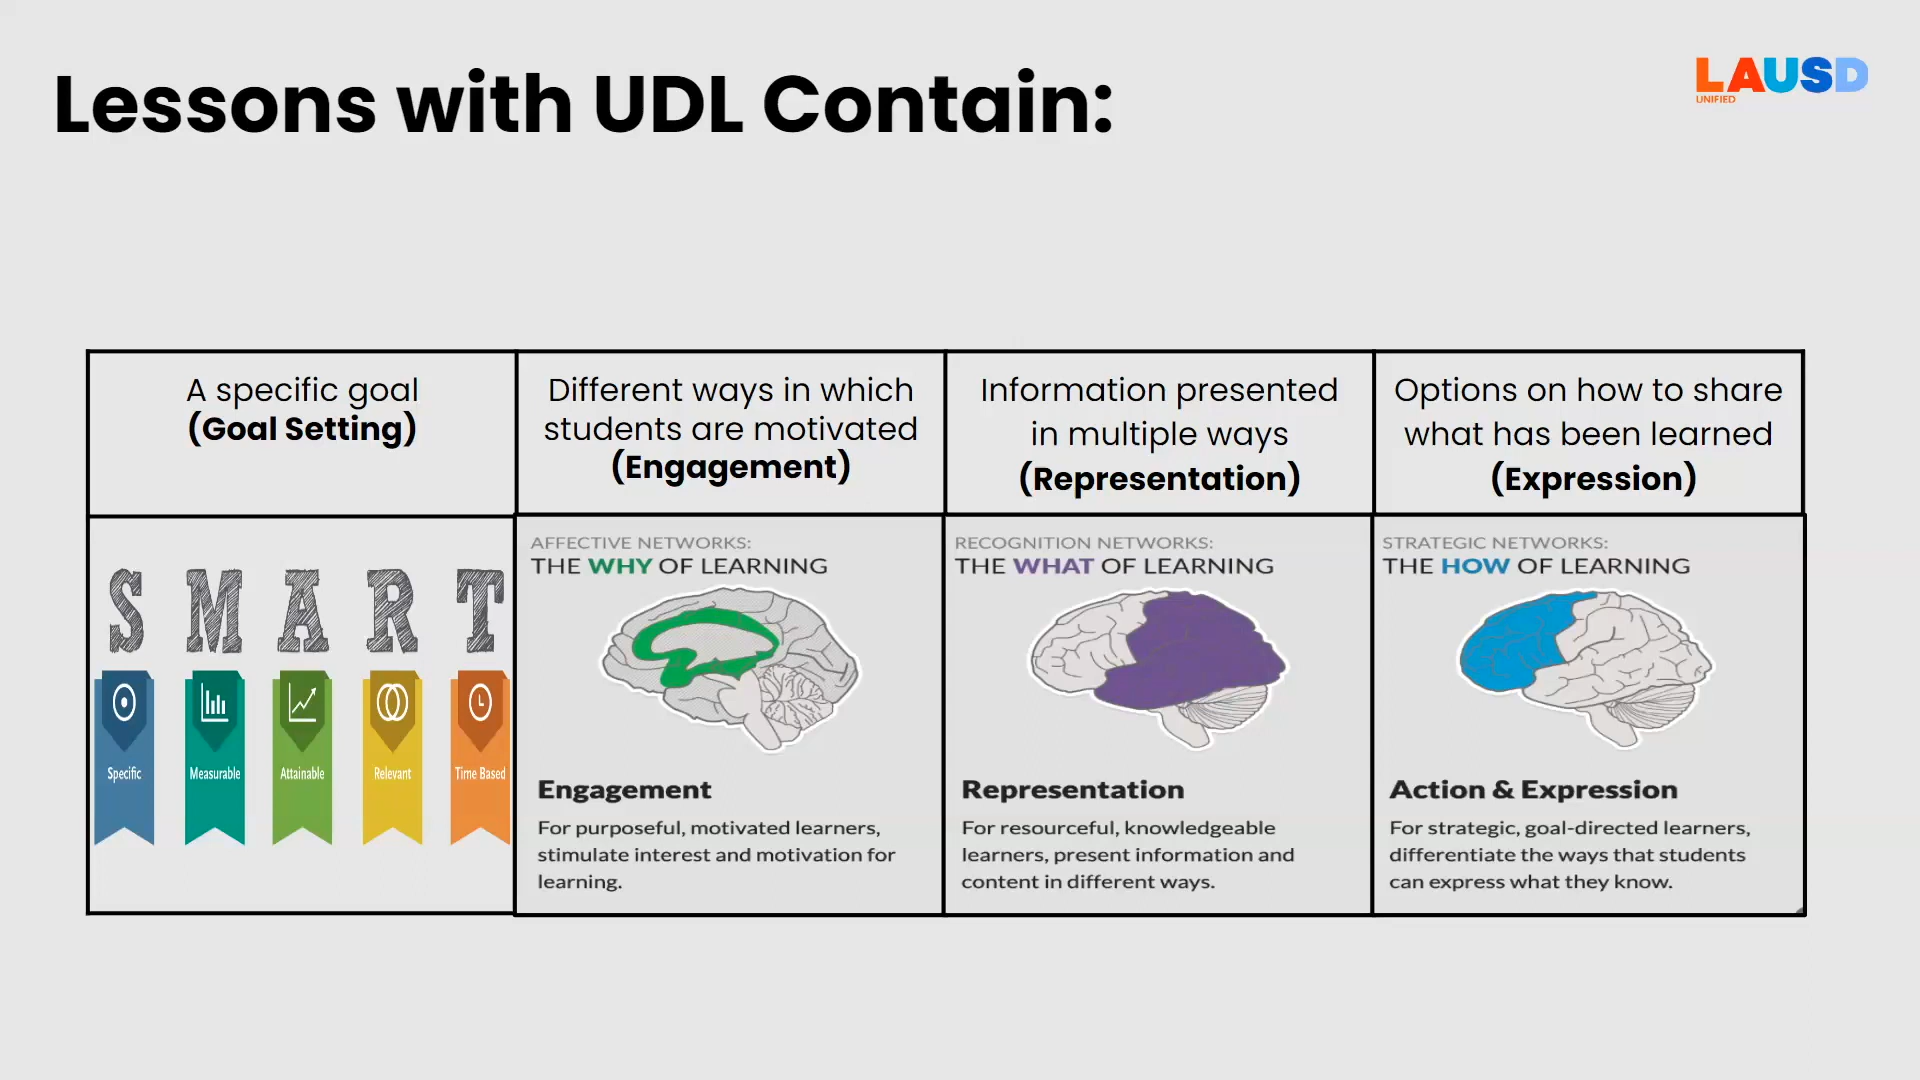 Lessons with UDL Contain:
LAUSD
UNIFIED
A specific goal
(Goal Setting)
Different ways in which
students are motivated
(Engagement)
Information presented
in multiple ways
(Representation)
Options on how to share
what has been learned
(Expression)
S M A R T
Specific
Measurable
Attainable
Relevant
Time Based
AFFECTIVE NETWORKS:
THE WHY OF LEARNING
Engagement
For purposeful, motivated learners,
stimulate interest and motivation for
learning.
RECOGNITION NETWORKS:
THE WHAT OF LEARNING
Representation
For resourceful, knowledgeable
learners, present information and
content in different ways.
STRATEGIC NETWORKS:
THE HOW OF LEARNING
Action & Expression
For strategic, goal-directed learners,
differentiate the ways that students
can express what they know.